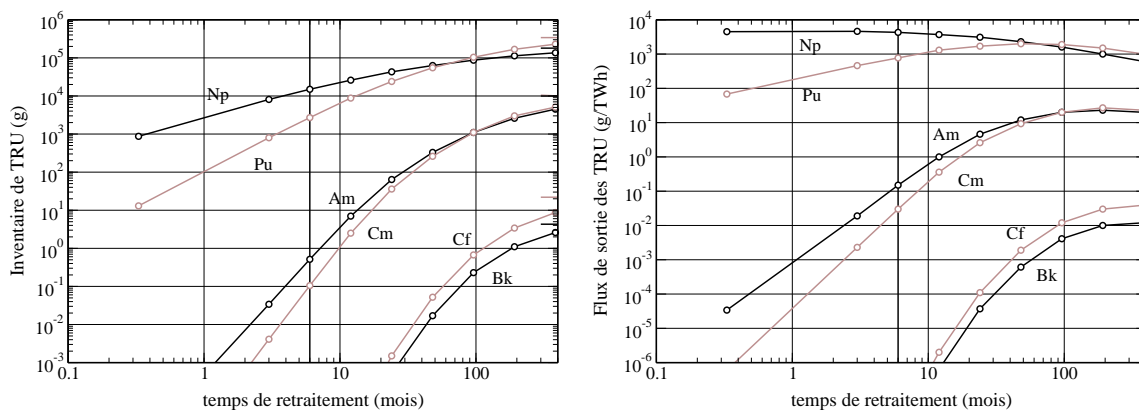 Inventaire de TRU (g)
10^6
10^5
10^4
10^3
10^2
10^1
10^0
10^-1
10^-2
10^-3
0.1
1
10
100
temps de retraitement (mois)
Np
Pu
Am
Cm
Cf
Bk
Flux de sortie des TRU (g/TWh)
10^4
10^3
10^2
10^1
10^0
10^-1
10^-2
10^-3
10^-4
10^-5
10^-6
0.1
1
10
100
temps de retraitement (mois)
Np
Pu
Am
Cm
Cf
Bk